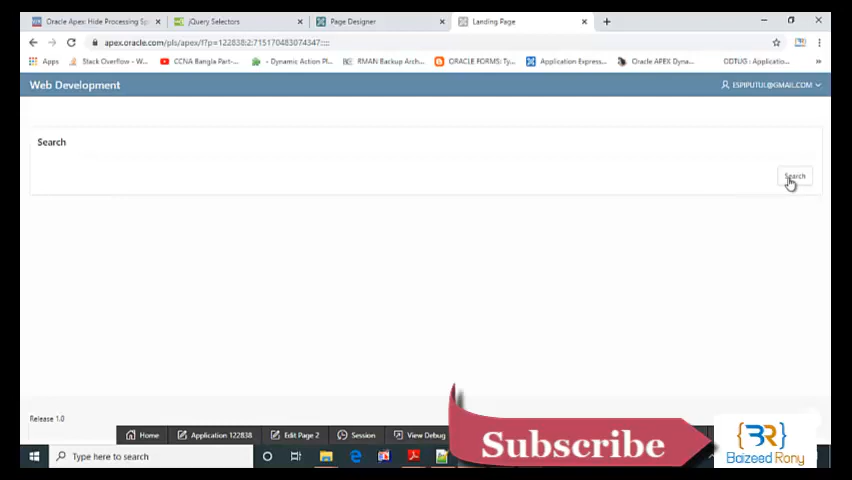 Oracle Apex: Hide Processing Sp
jQuery Selectors
Page Designer
Landing Page
apex.oracle.com/pls/apex/f?p=122838:2:715170483074347::::
Apps
Stack Overflow - W...
CCNA Bangla Part-...
- Dynamic Action Pl...
RMAN Backup Arch...
ORACLE FORMS: Ty...
Application Express...
Oracle APEX Dyna...
ODTUG : Applicatio...
Web Development
ESPIPUTUL@GMAIL.COM
Search
Search
Release 1.0
Home
Application 122838
Edit Page 2
Session
View Debug
Subscribe
{BR}
Baizeed Rony
Type here to search